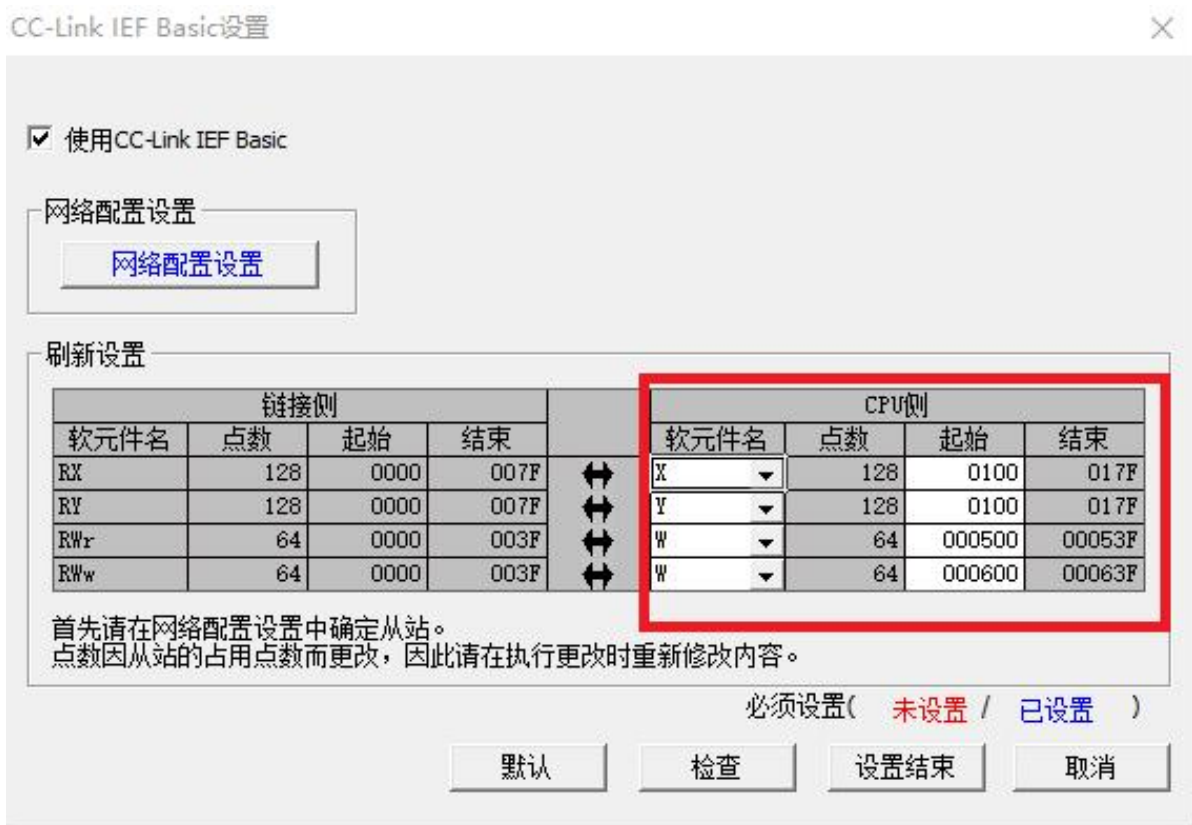 CC-Link IEF Basic设置
使用CC-Link IEF Basic
网络配置设置
网络配置设置
刷新设置
链接侧 CPU侧
软元件名 点数 起始 结束 软元件名 点数 起始 结束
RX 128 0000 007F X 128 0100 017F
RY 128 0000 007F Y 128 0100 017F
RWr 64 0000 003F W 64 000500 00053F
RWw 64 0000 003F W 64 000600 00063F
首先请在网络配置设置中确定从站。
点数因从站的占用点数而更改，因此请在执行更改时重新修改内容。
必须设置( 未设置 / 已设置 )
默认 检查 设置结束 取消